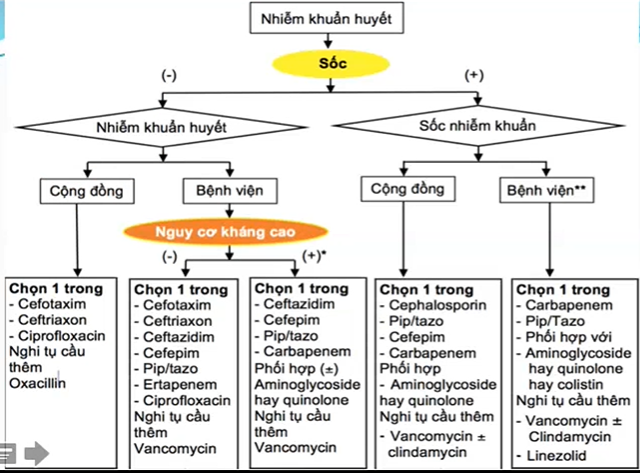 Nhiễm khuẩn huyết
Sốc
(-)
(+)
Nhiễm khuẩn huyết
Sốc nhiễm khuẩn
Cộng đồng
Bệnh viện
Cộng đồng
Bệnh viện**
Nguy cơ kháng cao
(-)
(+)*
Chọn 1 trong
- Cefotaxim
- Ceftriaxon
- Ciprofloxacin
Nghi tụ cầu
thêm
Oxacillin
Chọn 1 trong
- Cefotaxim
- Ceftriaxon
- Ceftazidim
- Cefepim
- Pip/tazo
- Ertapenem
- Ciprofloxacin
Nghi tụ cầu
thêm
Vancomycin
Chọn 1 trong
- Ceftazidim
- Cefepim
- Pip/tazo
- Carbapenem
Phối hợp (±)
Aminoglycoside
hay quinolone
Nghi tụ cầu
thêm
Vancomycin
Chọn 1 trong
- Cephalosporin
- Pip/tazo
- Cefepim
- Carbapenem
Phối hợp
- Aminoglycoside
hay quinolone
Nghi tụ cầu thêm
- Vancomycin ±
clindamycin
Chọn 1 trong
- Carbapenem
- Pip/Tazo
- Phối hợp với
- Aminoglycoside
hay quinolone
hay colistin
Nghi tụ cầu thêm
- Vancomycin ±
Clindamycin
- Linezolid